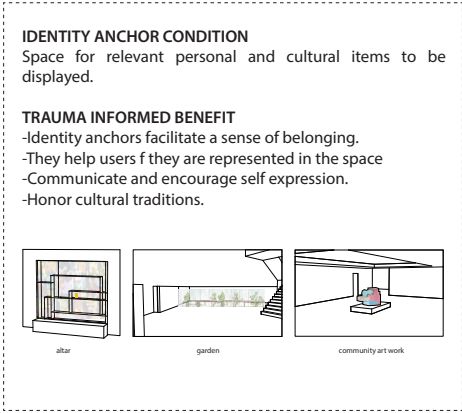 IDENTITY ANCHOR CONDITION
Space for relevant personal and cultural items to be
displayed.
TRAUMA INFORMED BENEFIT
-Identity anchors facilitate a sense of belonging.
-They help users f they are represented in the space
-Communicate and encourage self expression.
-Honor cultural traditions.
altar garden community art work